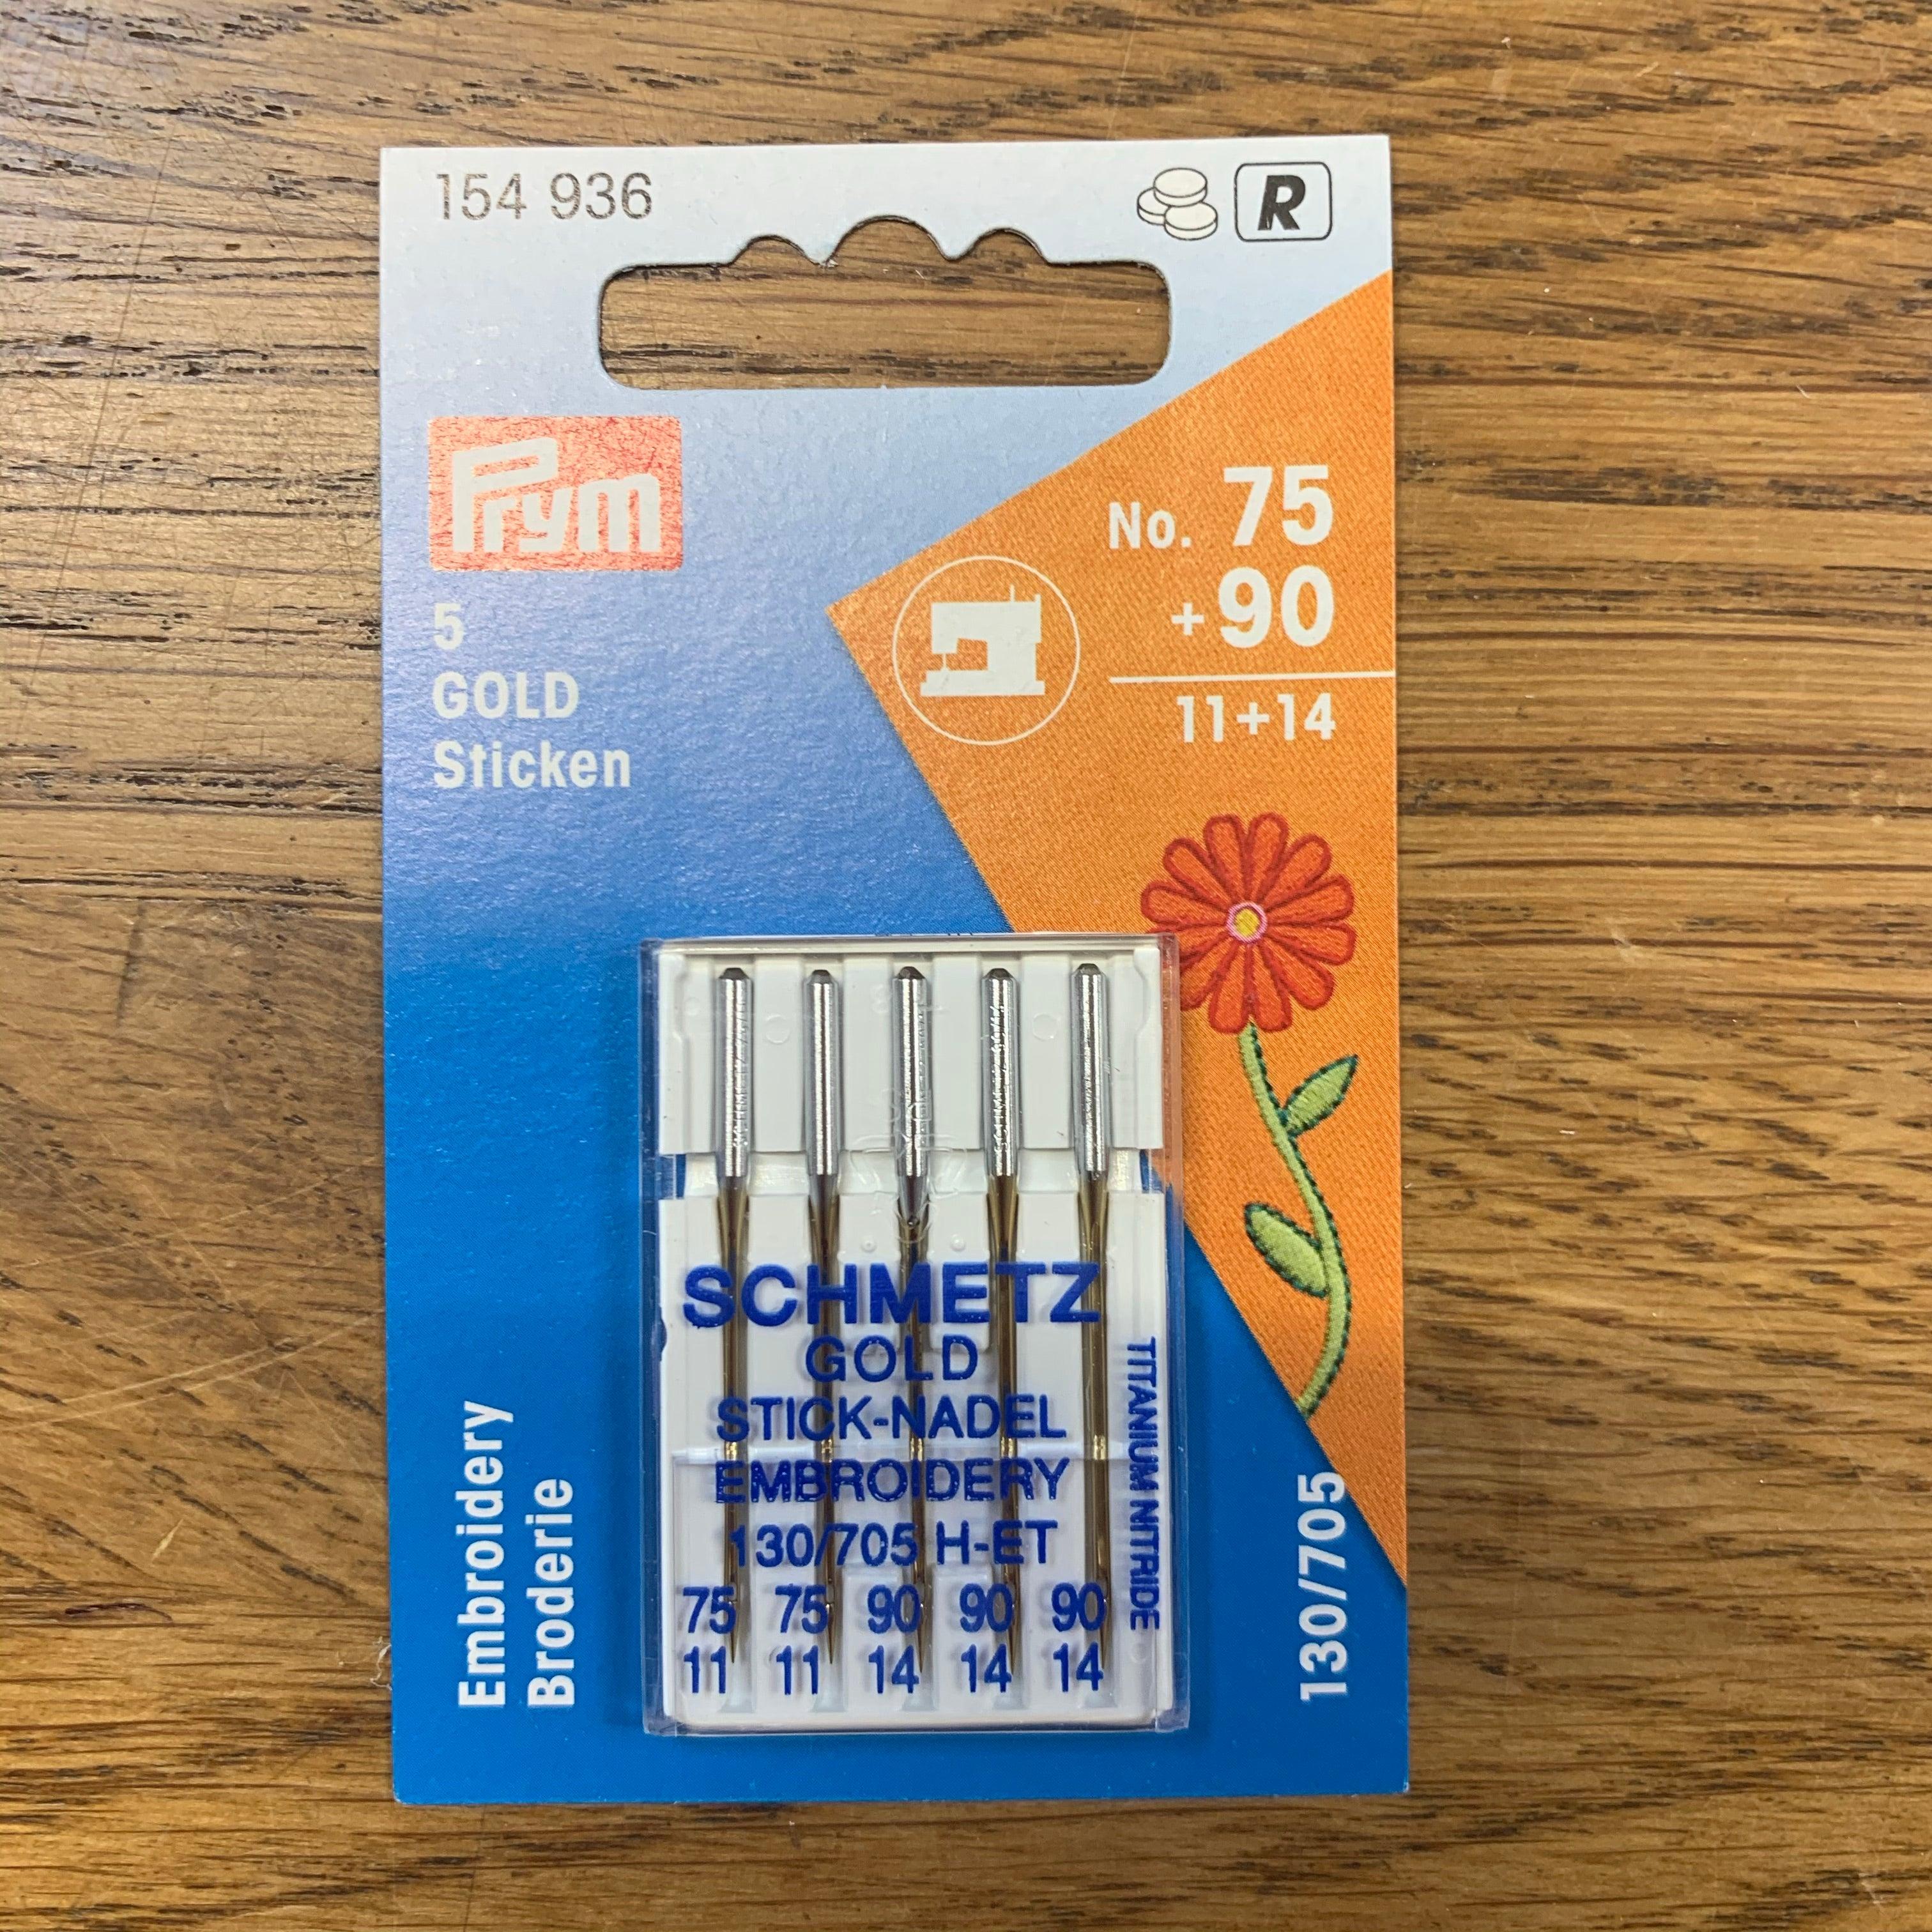 154 936
R
Prym
No. 75
+90
11+14
5
GOLD
Sticken
SCHMETZ
GOLD
STICK-NADEL
EMBROIDERY
130/705 H-ET
75 75 90 90 90
11 11 14 14 14
TITANIUM NITRIDE
Embroidery
Broderie
130/705